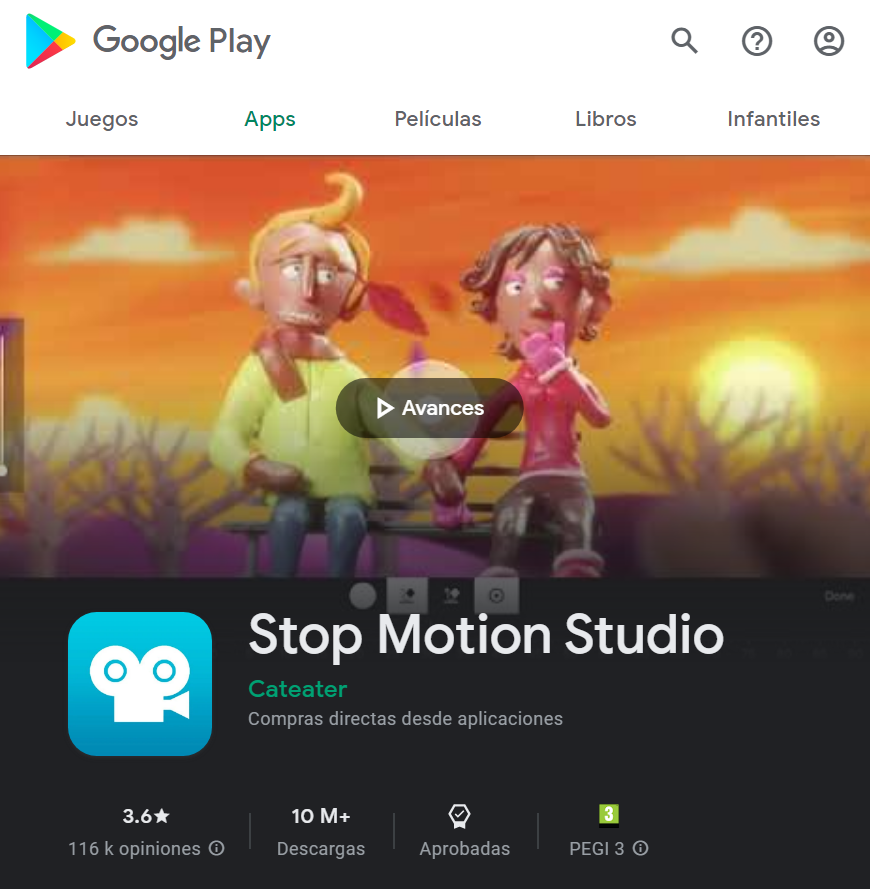 Google Play
Juegos Apps Películas Libros Infantiles
Avances
Done
Stop Motion Studio
Cateater
Compras directas desde aplicaciones
3.6★ 10 M+ 3
116 k opiniones Descargas Aprobadas PEGI 3